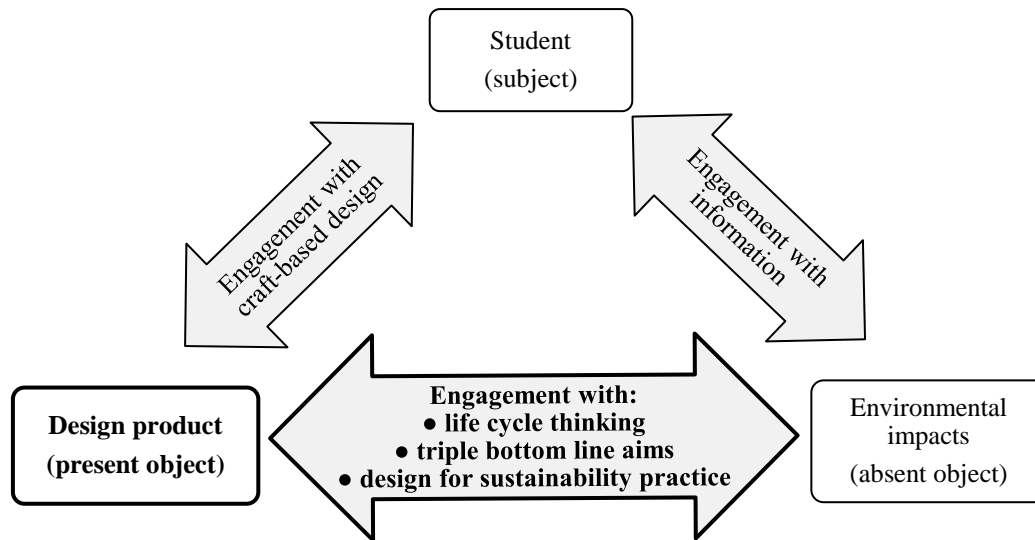 Student
(subject)
Engagement with
craft-based design
Engagement with
information
Design product
(present object)
Engagement with:
● life cycle thinking
● triple bottom line aims
● design for sustainability practice
Environmental
impacts
(absent object)